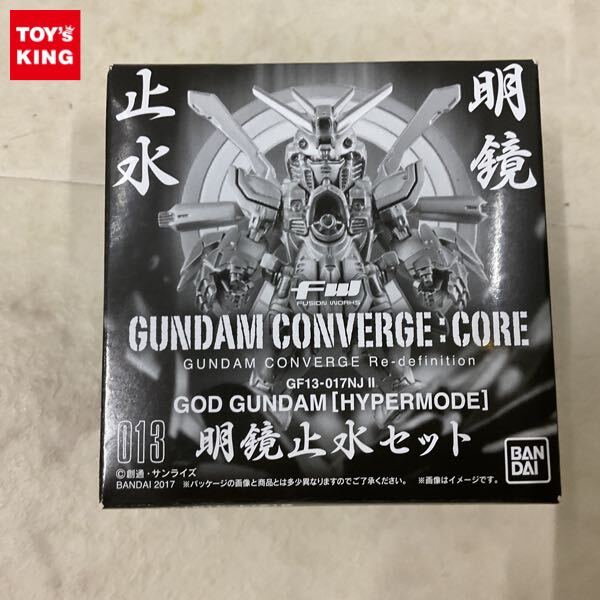 TOY's
KING
明鏡
止水
FW
FUSION WORKS
GUNDAM CONVERGE:CORE
GUNDAM CONVERGE Re-definition
GF13-017NJ II
GOD GUNDAM [HYPERMODE]
013 明鏡止水セット
©創通・サンライズ
BANDAI 2017 ※パッケージの画像と商品とは多少異なりますのでご了承ください。 ※画像はイメージです。
BAN
DAI